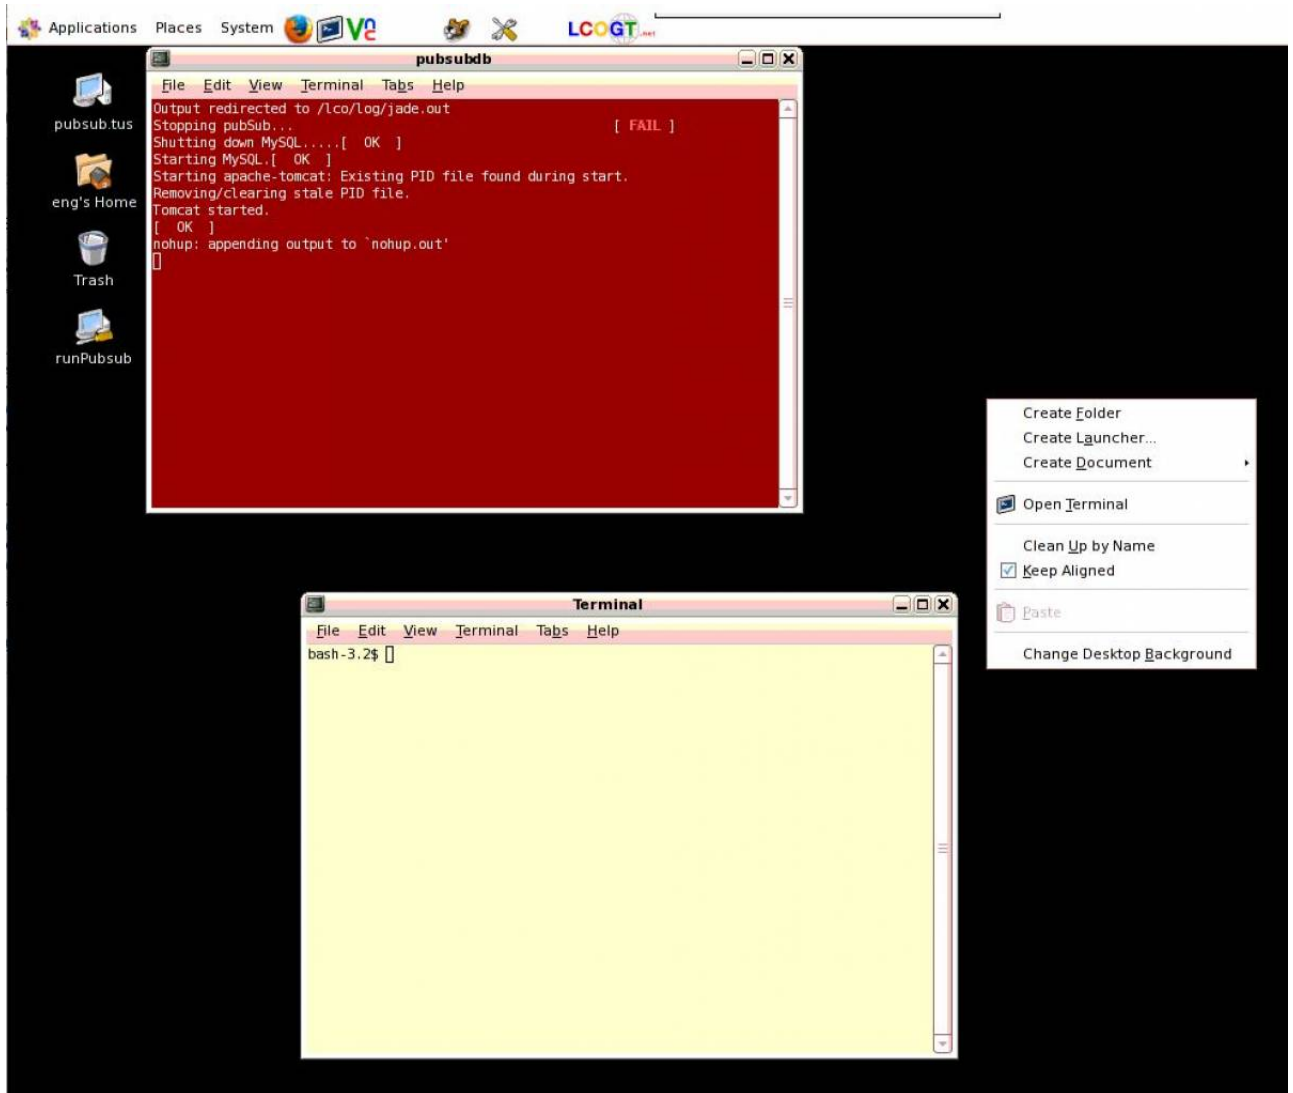 Applications Places System VNC LCOGT.net
pubsub.tus
eng's Home
Trash
runPubsub
pubsubdb
File Edit View Terminal Tabs Help
Output redirected to /lco/log/jade.out
Stopping pubSub... [ FAIL ]
Shutting down MySQL.....[ OK ]
Starting MySQL.[ OK ]
Starting apache-tomcat: Existing PID file found during start.
Removing/clearing stale PID file.
Tomcat started.
[ OK ]
nohup: appending output to `nohup.out'
Create Folder
Create Launcher...
Create Document
Open Terminal
Clean Up by Name
Keep Aligned
Paste
Change Desktop Background
Terminal
File Edit View Terminal Tabs Help
bash-3.2$